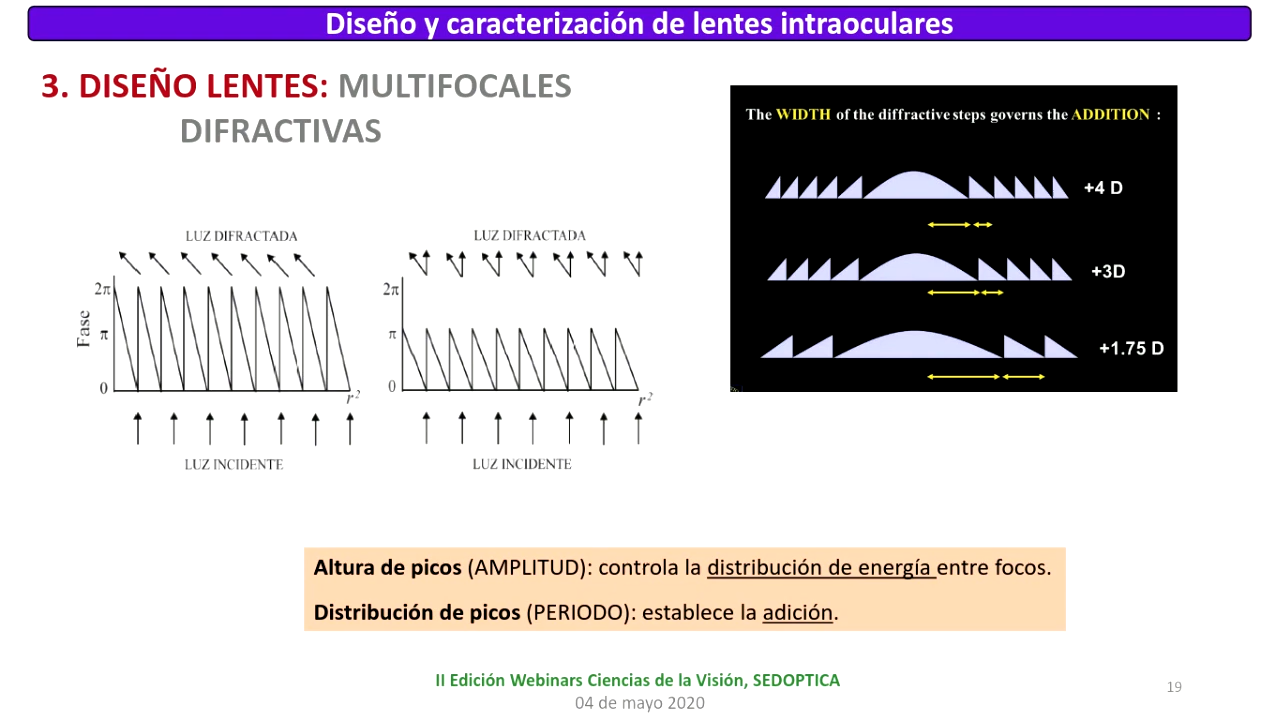 Diseño y caracterización de lentes intraoculares
3. DISEÑO LENTES: MULTIFOCALES
DIFRACTIVAS
LUZ DIFRACTADA
2π
π
0
Fase
r²
LUZ INCIDENTE
LUZ DIFRACTADA
2π
π
0
r²
LUZ INCIDENTE
The WIDTH of the diffractive steps governs the ADDITION :
+4 D
+3D
+1.75 D
Altura de picos (AMPLITUD): controla la distribución de energía entre focos.
Distribución de picos (PERIODO): establece la adición.
II Edición Webinars Ciencias de la Visión, SEDOPTICA
04 de mayo 2020
19